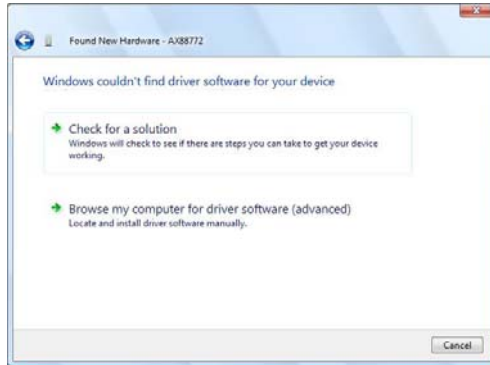 Found New Hardware - AX88772
Windows couldn't find driver software for your device
Check for a solution
Windows will check to see if there are steps you can take to get your device
working.
Browse my computer for driver software (advanced)
Locate and install driver software manually.
Cancel